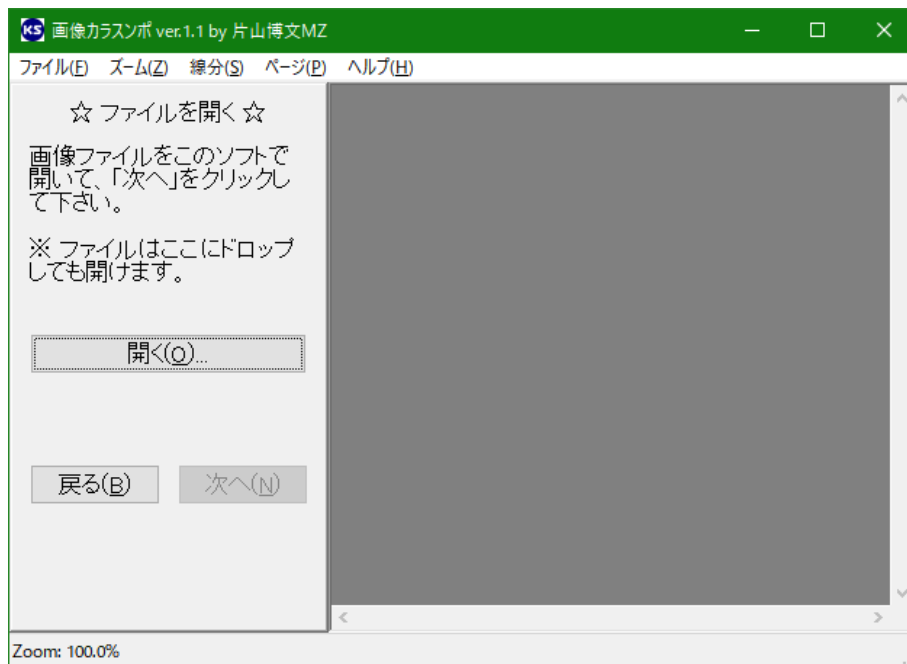 KS 画像カラスンポ ver.1.1 by 片山博文MZ
ファイル(F) ズーム(Z) 線分(S) ページ(P) ヘルプ(H)
☆ ファイルを開く ☆
画像ファイルをこのソフトで
開いて、「次へ」をクリックし
て下さい。
※ ファイルはここにドロップ
しても開けます。
開く(O)...
戻る(B) 次へ(N)
Zoom: 100.0%